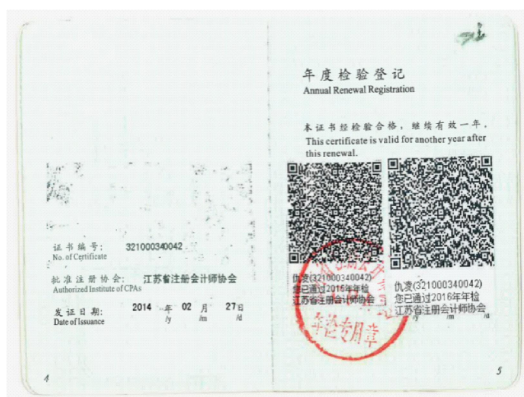 证书编号： 321000340042
No. of Certificate
批准注册协会： 江苏省注册会计师协会
Authorized Institute of CPAs
发证日期： 2014 年 02 月 27日
Date of Issuance /y /m /d
4
年度检验登记
Annual Renewal Registration
本证书经检验合格，继续有效一年。
This certificate is valid for another year after
this renewal.
仇凌(321000340042)
您已通过2016年年检
江苏省注册会计师协会
仇凌(321000340042)
您已通过2016年年检
江苏省注册会计师协会
/m /d
年检专用章
5